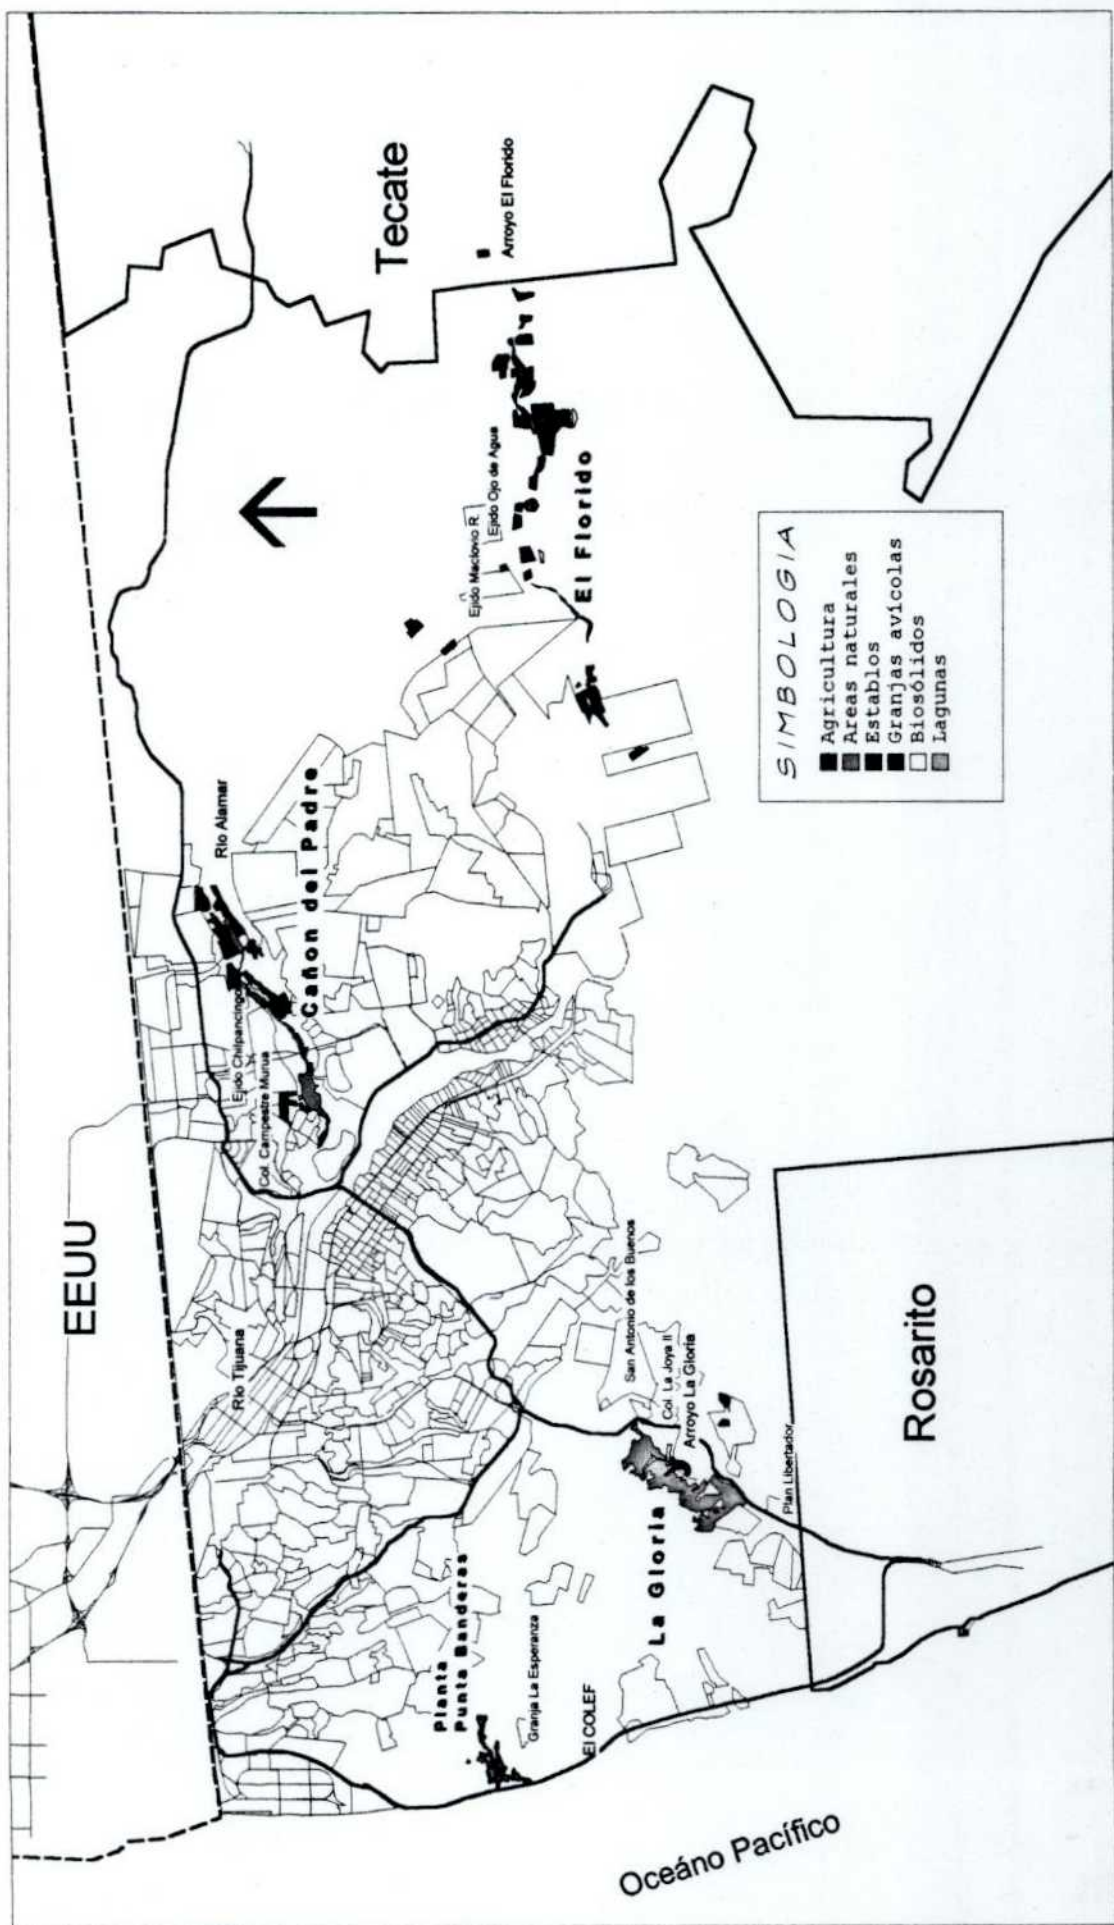 EEUU
Tecate
Arroyo El Florido
Río Alamar
Ejido Chilpancingo
Col. Campestre Murua
Cañon del Padre
Río Tijuana
Ejido Maclovio R.
Ejido Ojo de Agua
El Florido
Planta
Punta Banderas
Granja La Esperanza
El COLEF
San Antonio de los Buenos
Col. La Joya II
Arroyo La Gloria
La Gloria
Plan Libertador
Rosarito
Oceáno Pacífico
SIMBOLOGIA
Agricultura
Areas naturales
Establos
Granjas avícolas
Biosólidos
Lagunas